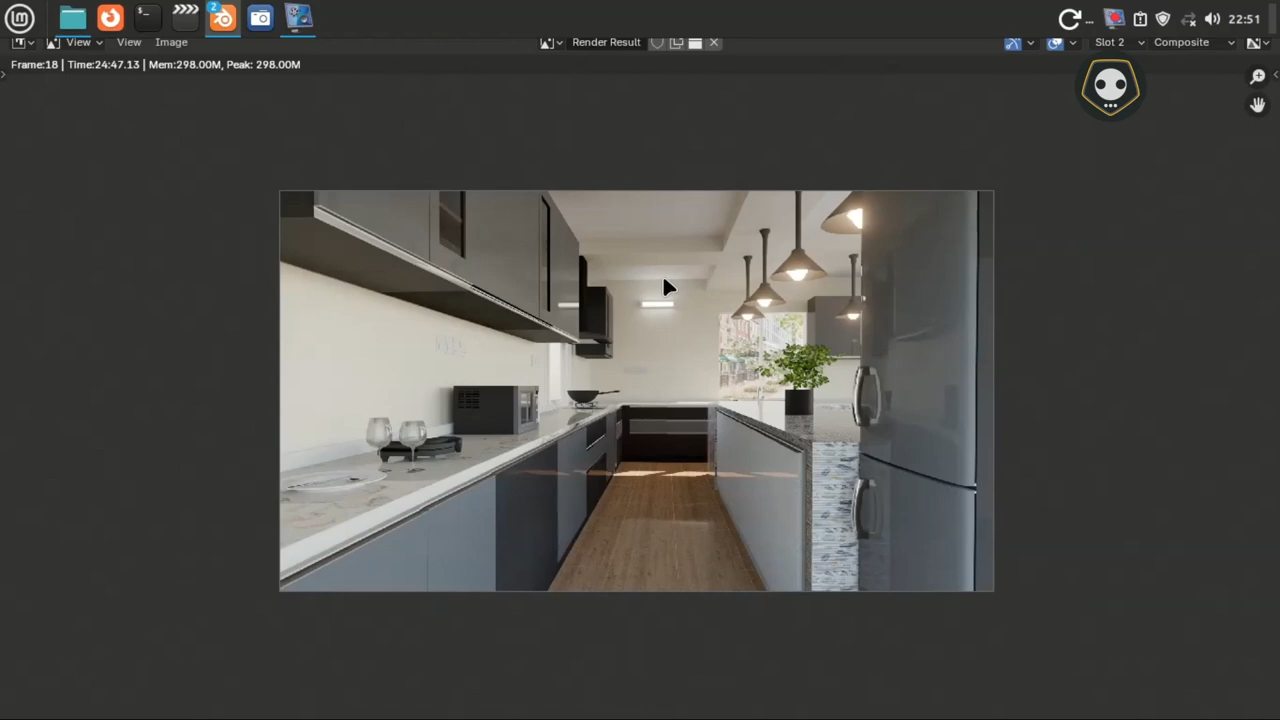 2
22:51
View
View
Image
Render Result
Slot 2
Composite
Frame:18 | Time:24:47.13 | Mem:298.00M, Peak: 298.00M